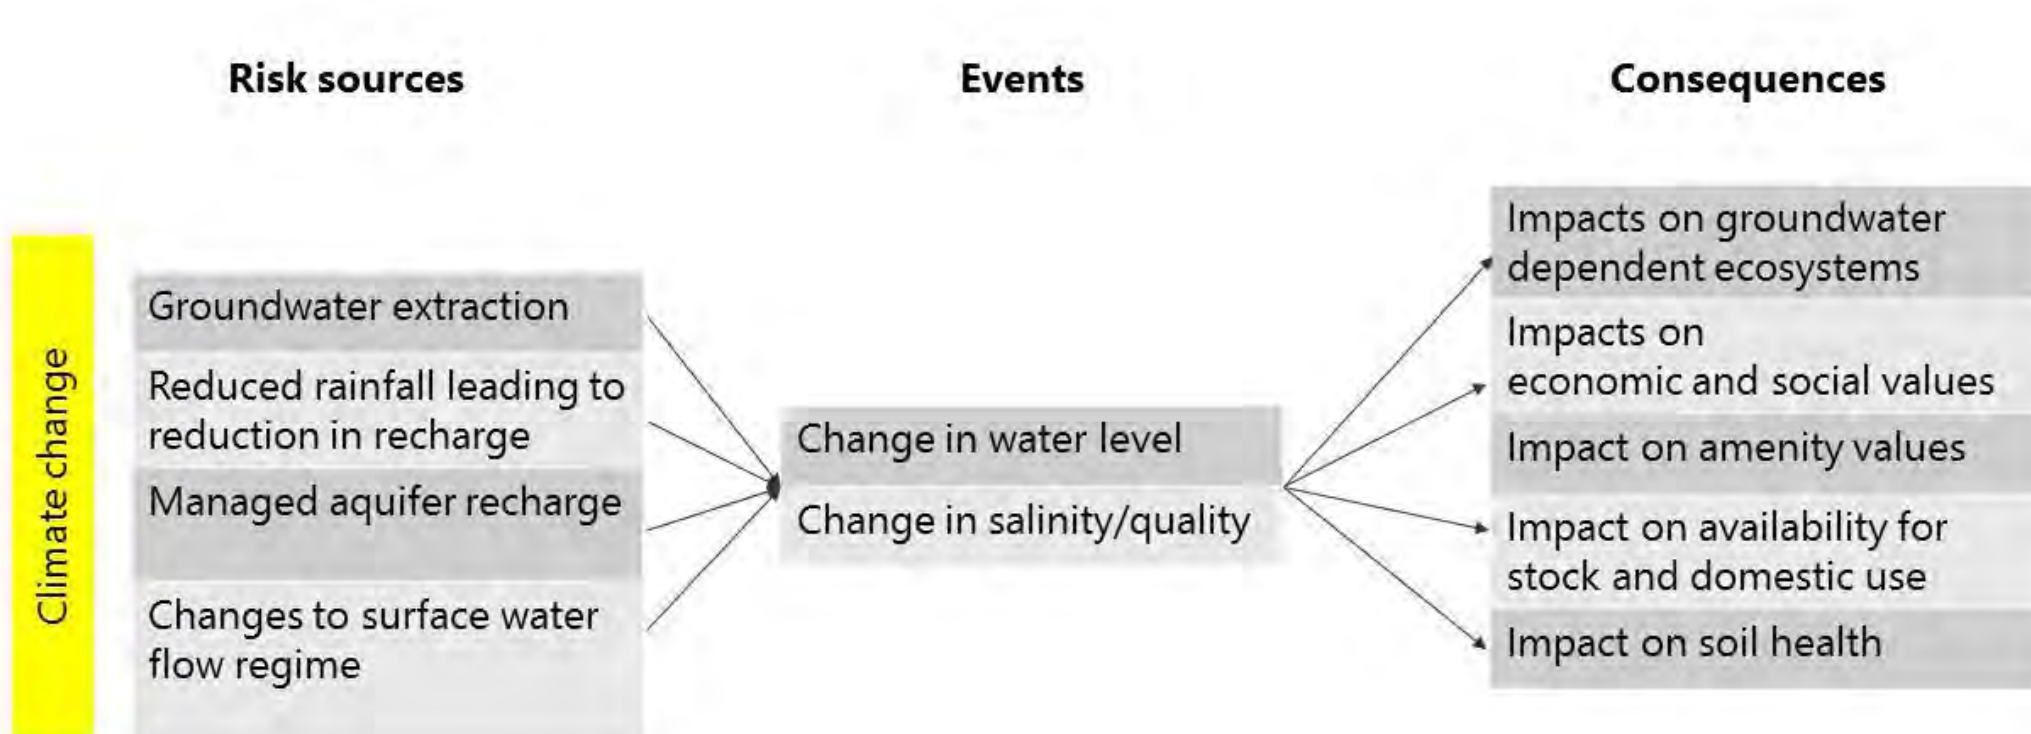 Risk sources
Events
Consequences
Climate change
Groundwater extraction
Reduced rainfall leading to
reduction in recharge
Managed aquifer recharge
Changes to surface water
flow regime
Change in water level
Change in salinity/quality
Impacts on groundwater
dependent ecosystems
Impacts on
economic and social values
Impact on amenity values
Impact on availability for
stock and domestic use
Impact on soil health